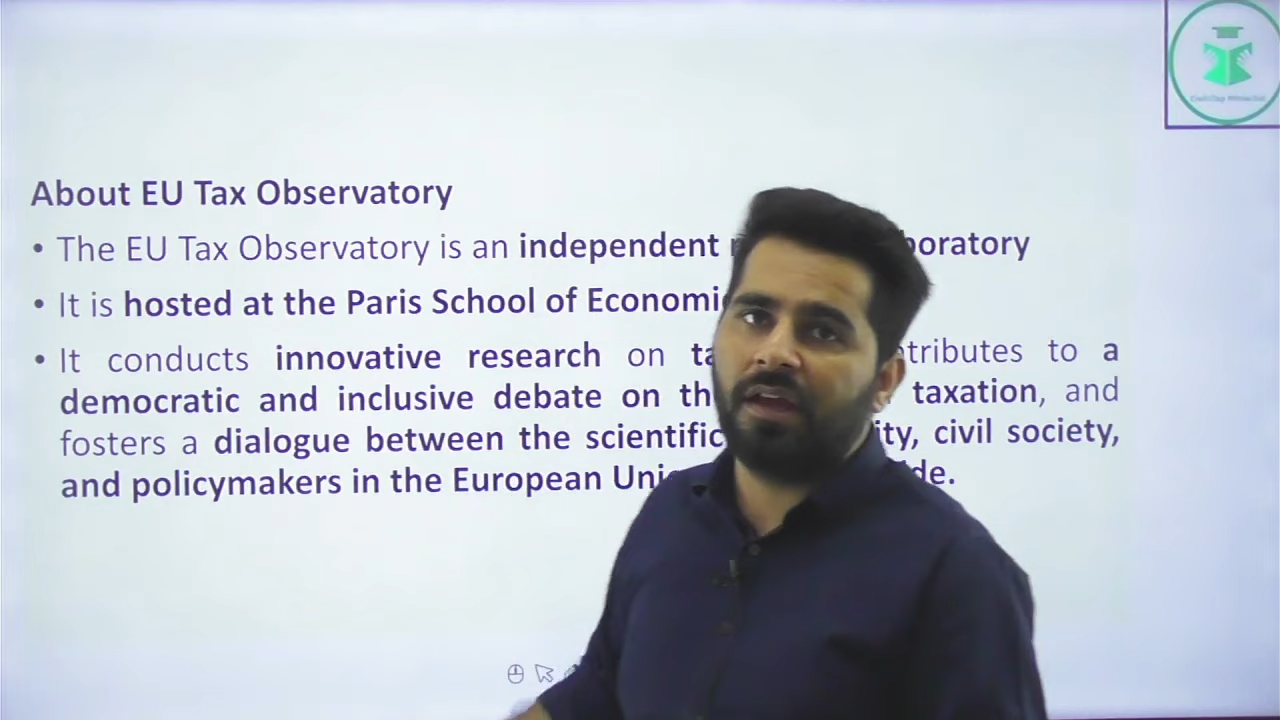 About EU Tax Observatory
• The EU Tax Observatory is an independent boratory
• It is hosted at the Paris School of Economi
• It conducts innovative research on ta tributes to a
democratic and inclusive debate on th taxation, and
fosters a dialogue between the scientific ity, civil society,
and policymakers in the European Uni de.